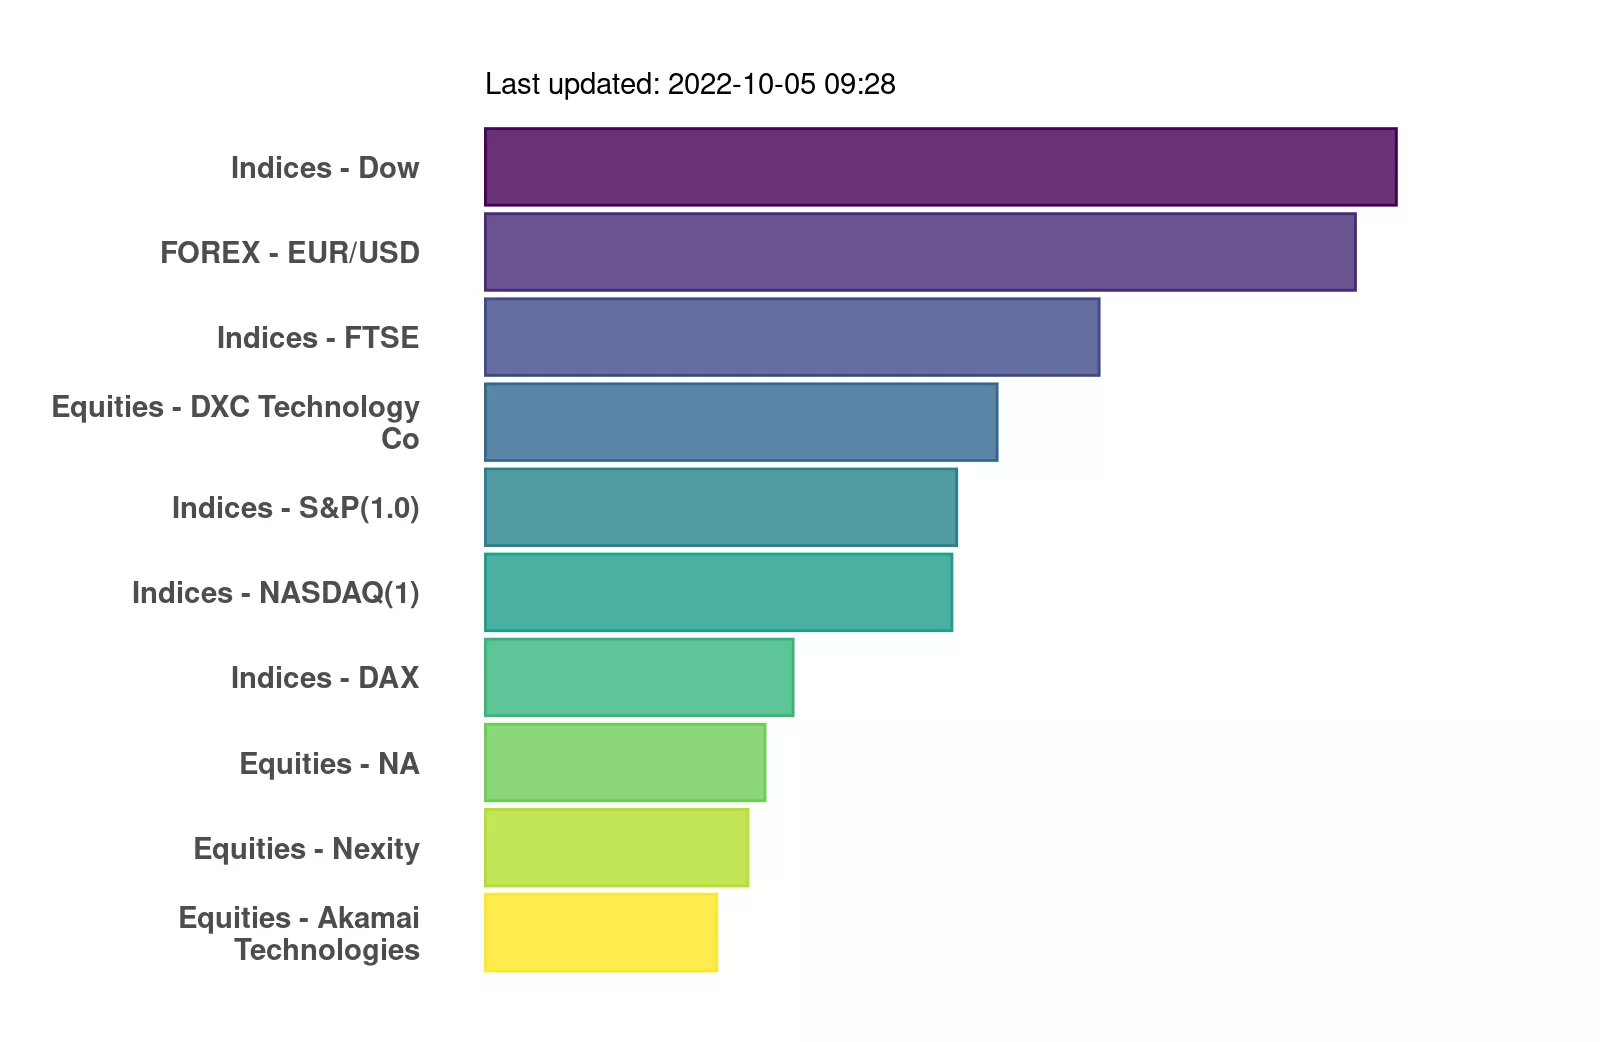 Last updated: 2022-10-05 09:28
Indices - Dow
FOREX - EUR/USD
Indices - FTSE
Equities - DXC Technology
Co
Indices - S&P(1.0)
Indices - NASDAQ(1)
Indices - DAX
Equities - NA
Equities - Nexity
Equities - Akamai
Technologies